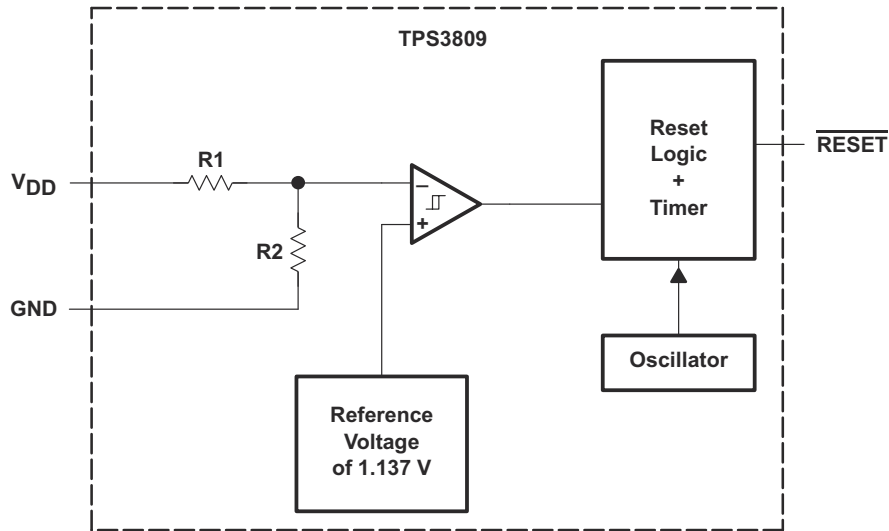 TPS3809
R1
VDD
R2
GND
−
+
Reset
Logic
+
Timer
RESET
Oscillator
Reference
Voltage
of 1.137 V